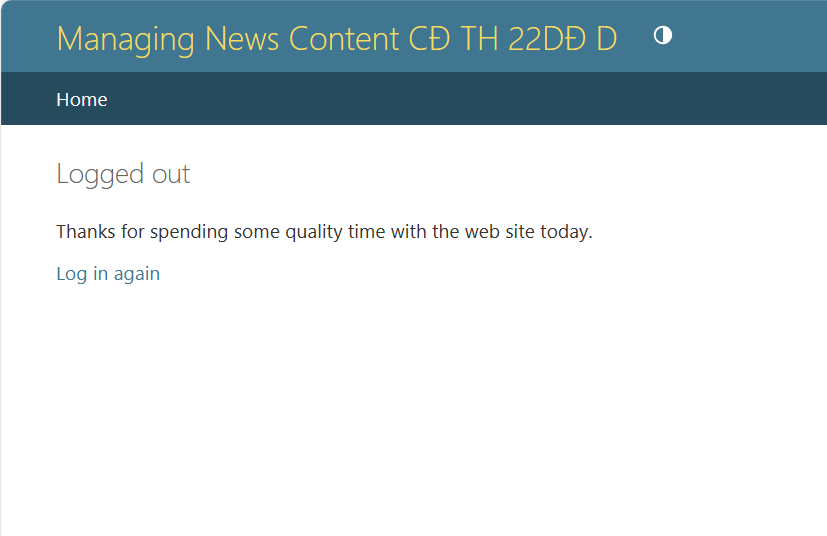 Managing News Content CĐ TH 22DĐ D
Home
Logged out
Thanks for spending some quality time with the web site today.
Log in again